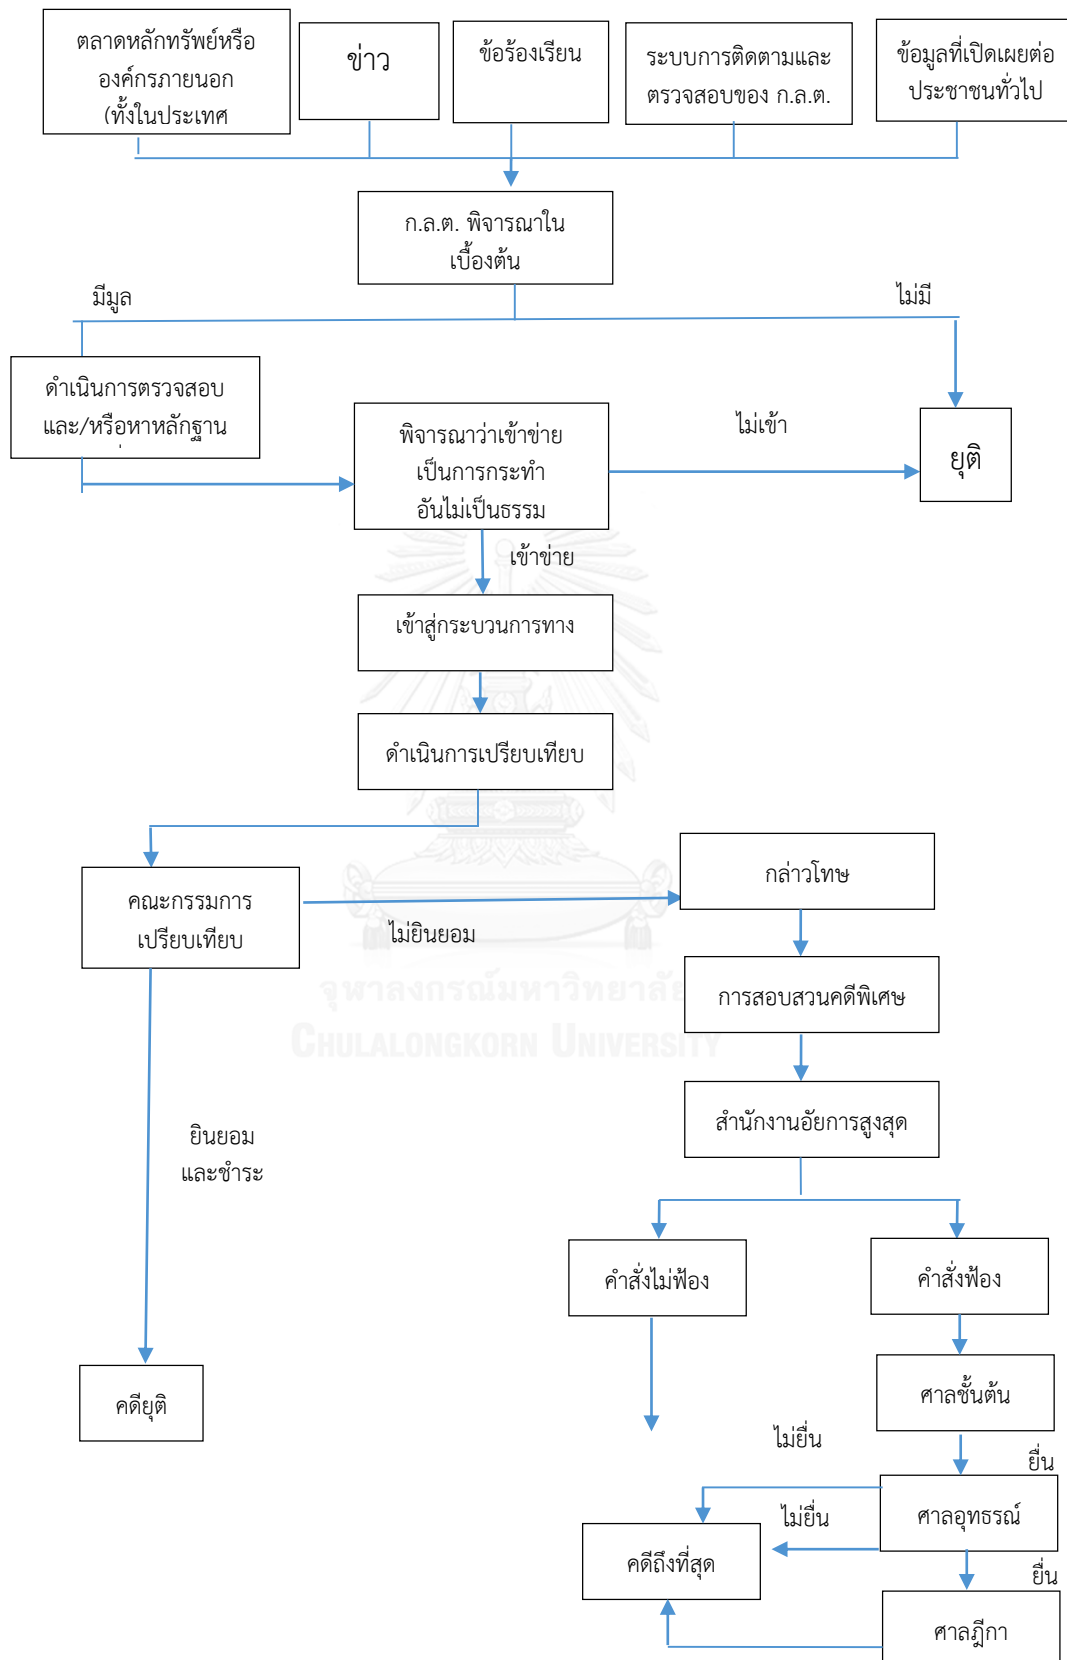 ตลาดหลักทรัพย์หรือ
องค์กรภายนอก
(ทั้งในประเทศ
ข่าว
ข้อร้องเรียน
ระบบการติดตามและ
ตรวจสอบของ ก.ล.ต.
ข้อมูลที่เปิดเผยต่อ
ประชาชนทั่วไป
ก.ล.ต. พิจารณาใน
เบื้องต้น
มีมูล
ไม่มี
ดำเนินการตรวจสอบ
และ/หรือหาหลักฐาน
พิจารณาว่าเข้าข่าย
เป็นการกระทำ
อันไม่เป็นธรรม
ไม่เข้า
ยุติ
เข้าข่าย
เข้าสู่กระบวนการทาง
ดำเนินการเปรียบเทียบ
คณะกรรมการ
เปรียบเทียบ
ไม่ยินยอม
กล่าวโทษ
การสอบสวนคดีพิเศษ
จุฬาลงกรณ์มหาวิทยาลัย
CHULALONGKORN UNIVERSITY
สำนักงานอัยการสูงสุด
ยินยอม
และชำระ
คำสั่งไม่ฟ้อง
คำสั่งฟ้อง
คดียุติ
ศาลชั้นต้น
ไม่ยื่น
ยื่น
ศาลอุทธรณ์
ไม่ยื่น
คดีถึงที่สุด
ยื่น
ศาลฎีกา